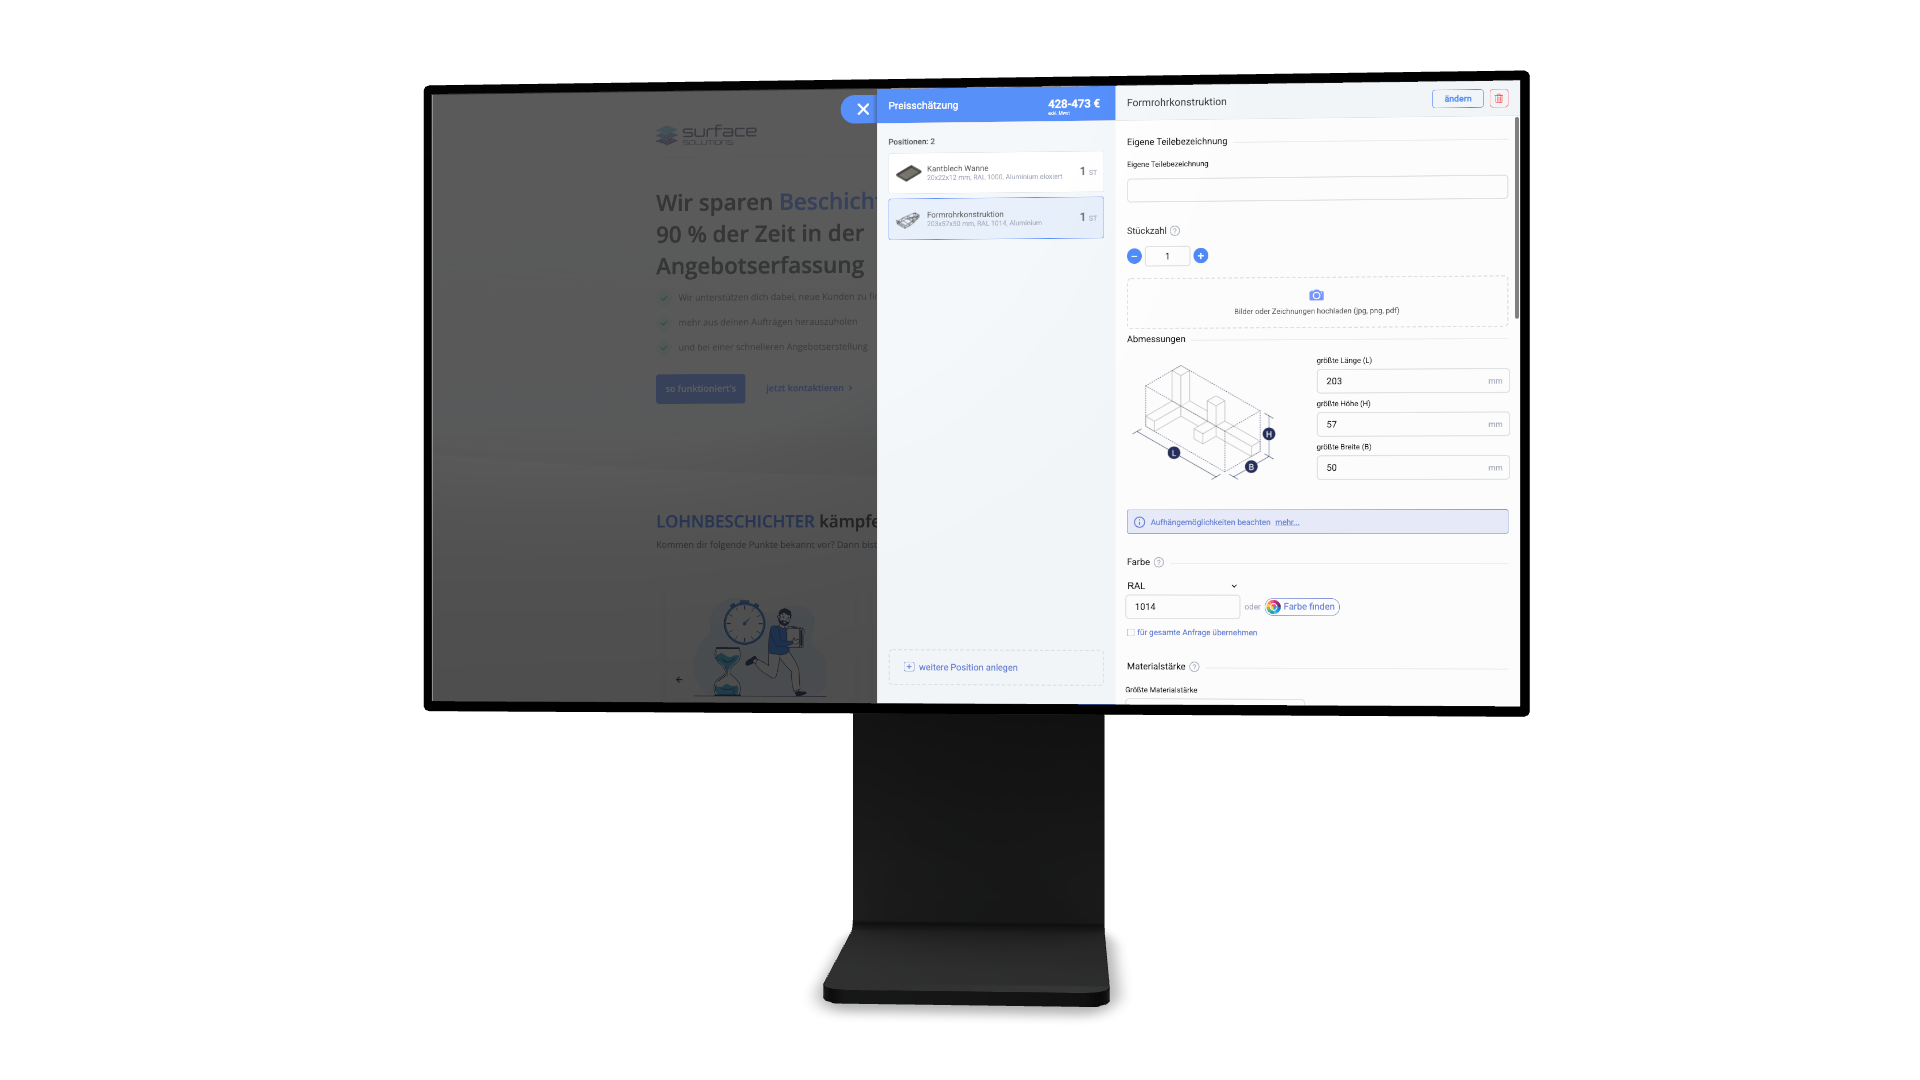 surface
SOLUTIONS
Wir sparen Beschicht
90 % der Zeit in der
Angebotserfassung
Wir unterstützen dich dabei, neue Kunden zu fi
mehr aus deinen Aufträgen herauszuholen
und bei einer schnelleren Angebotserstellung
so funktioniert's
jetzt kontaktieren >
LOHNBESCHICHTER kämpfe
Kommen dir folgende Punkte bekannt vor? Dann bist
Preisschätzung
428-473 €
exkl. Mwst
Positionen: 2
Kantblech Wanne
20x22x12 mm, RAL 1000, Aluminium eloxiert
1 ST
Formrohrkonstruktion
203x57x50 mm, RAL 1014, Aluminium
1 ST
weitere Position anlegen
Formrohrkonstruktion
ändern
Eigene Teilebezeichnung
Eigene Teilebezeichnung
Stückzahl ?
− 1 +
Bilder oder Zeichnungen hochladen (jpg, png, pdf)
Abmessungen
L
B
H
größte Länge (L)
203 mm
größte Höhe (H)
57 mm
größte Breite (B)
50 mm
Aufhängemöglichkeiten beachten mehr...
Farbe ?
RAL
1014 oder Farbe finden
für gesamte Anfrage übernehmen
Materialstärke ?
Größte Materialstärke